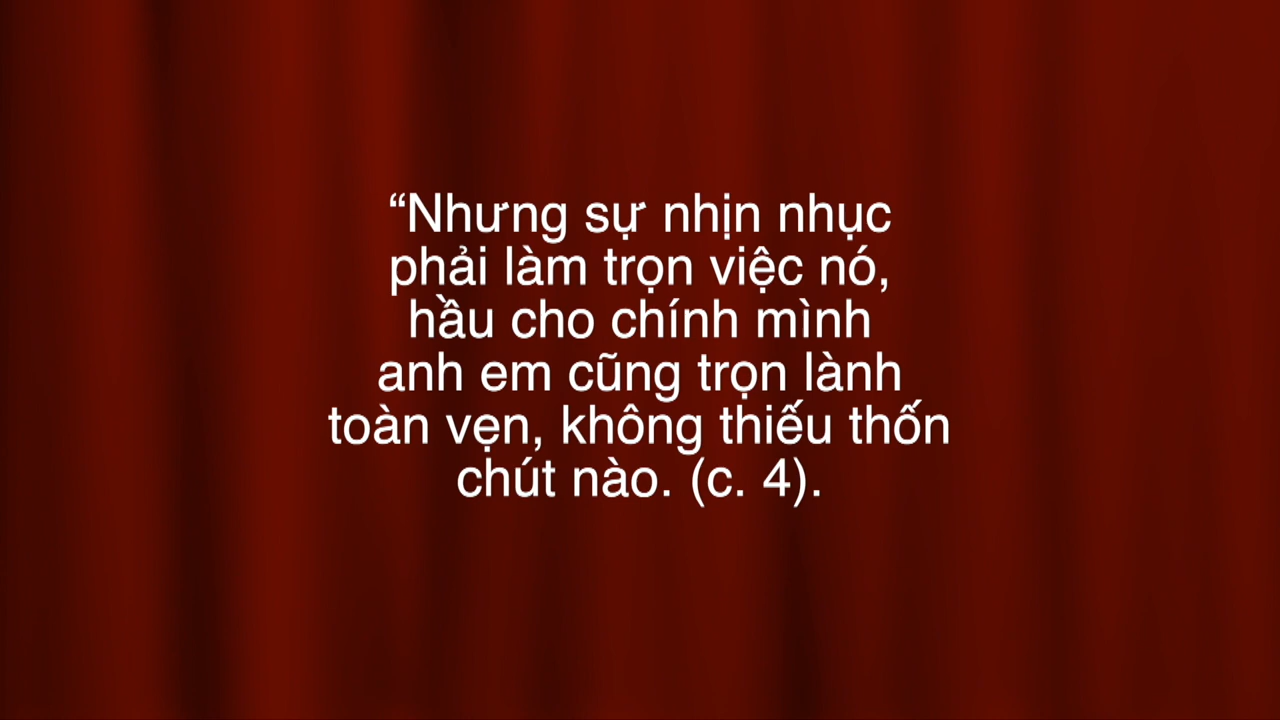 “Nhưng sự nhịn nhục
phải làm trọn việc nó,
hầu cho chính mình
anh em cũng trọn lành
toàn vẹn, không thiếu thốn
chút nào. (c. 4).